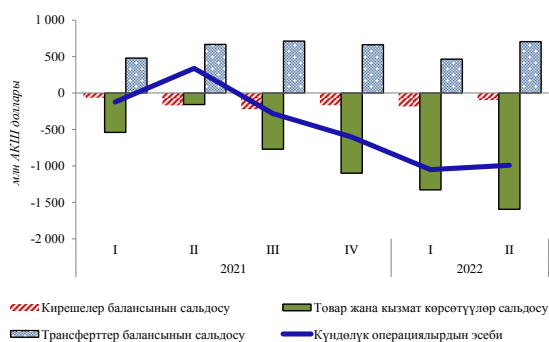 млн АКШ доллары
1 000
500
0
-500
-1 000
-1 500
-2 000
I II III IV I II
2021 2022
Кирешелер балансынын сальдосу Товар жана кызмат көрсөтүүлөр сальдосу
Трансферттер балансынын сальдосу Күндөлүк операциялырдын эсеби